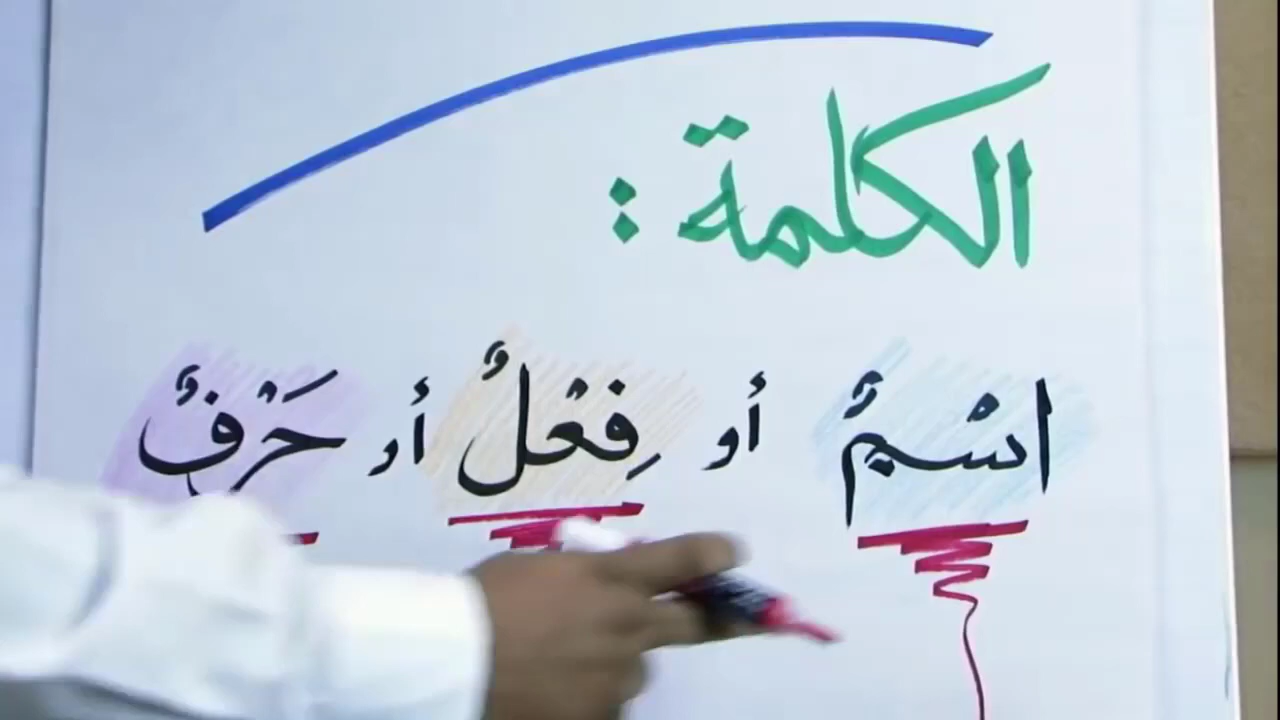 الكلمة :
اسْمٌ أو فِعْلٌ أو حَرْفٌ